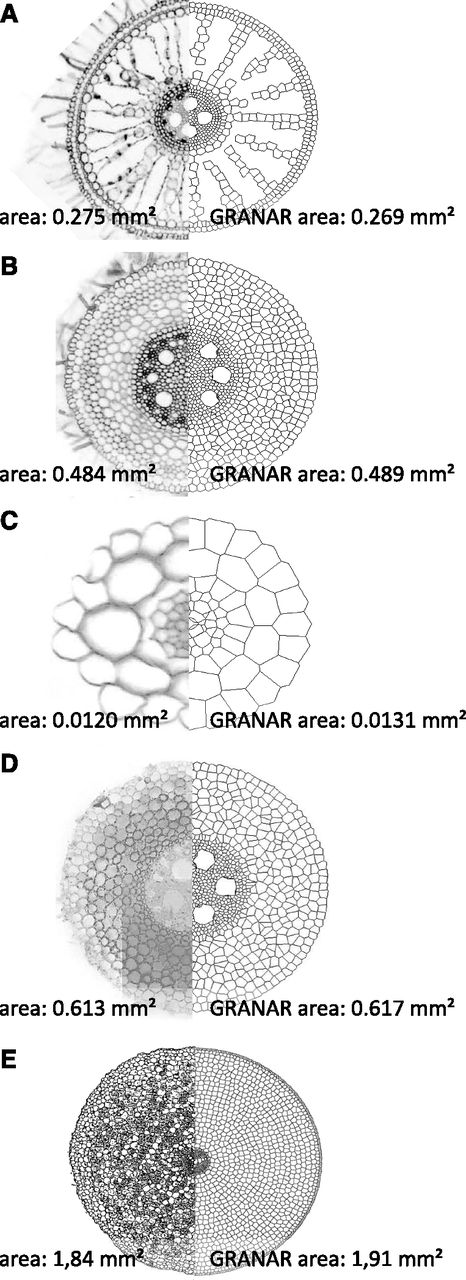 A
area: 0.275 mm² GRANAR area: 0.269 mm²
B
area: 0.484 mm² GRANAR area: 0.489 mm²
C
area: 0.0120 mm² GRANAR area: 0.0131 mm²
D
area: 0.613 mm² GRANAR area: 0.617 mm²
E
area: 1,84 mm² GRANAR area: 1,91 mm²